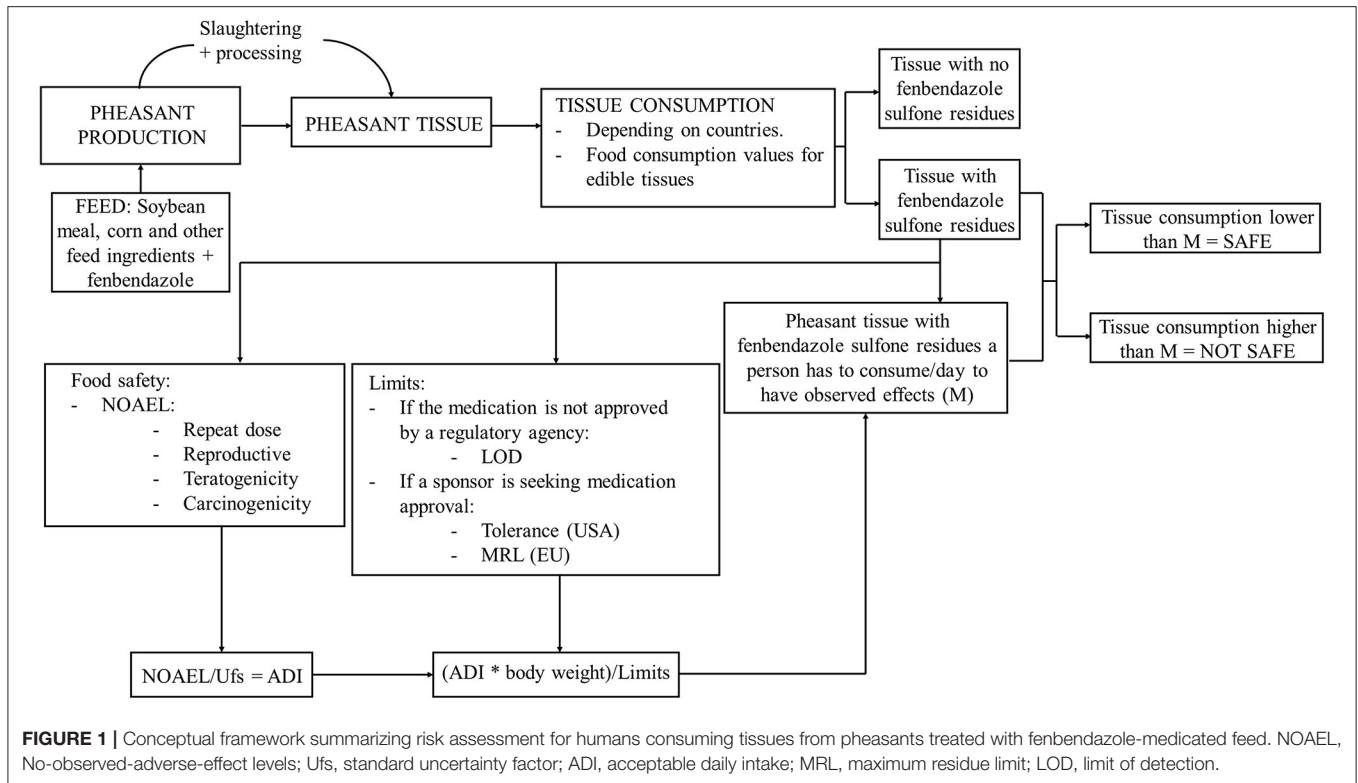 Slaughtering
+ processing
PHEASANT
PRODUCTION
PHEASANT TISSUE
TISSUE CONSUMPTION
- Depending on countries.
- Food consumption values for
edible tissues
Tissue with no
fenbendazole
sulfone residues
Tissue with
fenbendazole
sulfone residues
FEED: Soybean
meal, corn and other
feed ingredients +
fenbendazole
Tissue consumption lower
than M = SAFE
Tissue consumption higher
than M = NOT SAFE
Pheasant tissue with
fenbendazole sulfone residues a
person has to consume/day to
have observed effects (M)
Food safety:
- NOAEL:
- Repeat dose
- Reproductive
- Teratogenicity
- Carcinogenicity
Limits:
- If the medication is not approved
by a regulatory agency:
- LOD
- If a sponsor is seeking medication
approval:
- Tolerance (USA)
- MRL (EU)
NOAEL/Ufs = ADI
(ADI * body weight)/Limits
FIGURE 1 | Conceptual framework summarizing risk assessment for humans consuming tissues from pheasants treated with fenbendazole-medicated feed. NOAEL,
No-observed-adverse-effect levels; Ufs, standard uncertainty factor; ADI, acceptable daily intake; MRL, maximum residue limit; LOD, limit of detection.